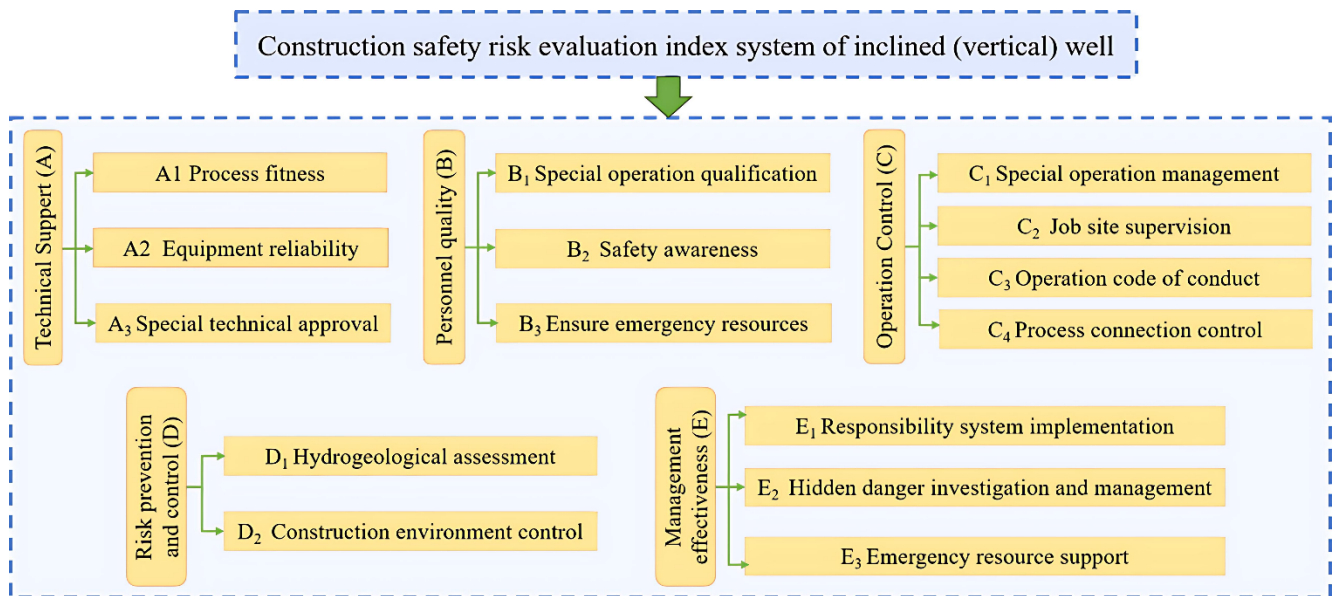 Construction safety risk evaluation index system of inclined (vertical) well
Technical Support (A)
A1 Process fitness
A2 Equipment reliability
A₃ Special technical approval
Personnel quality (B)
B₁ Special operation qualification
B₂ Safety awareness
B₃ Ensure emergency resources
Operation Control (C)
C₁ Special operation management
C₂ Job site supervision
C₃ Operation code of conduct
C₄ Process connection control
Risk prevention
and control (D)
D₁ Hydrogeological assessment
D₂ Construction environment control
Management
effectiveness (E)
E₁ Responsibility system implementation
E₂ Hidden danger investigation and management
E₃ Emergency resource support